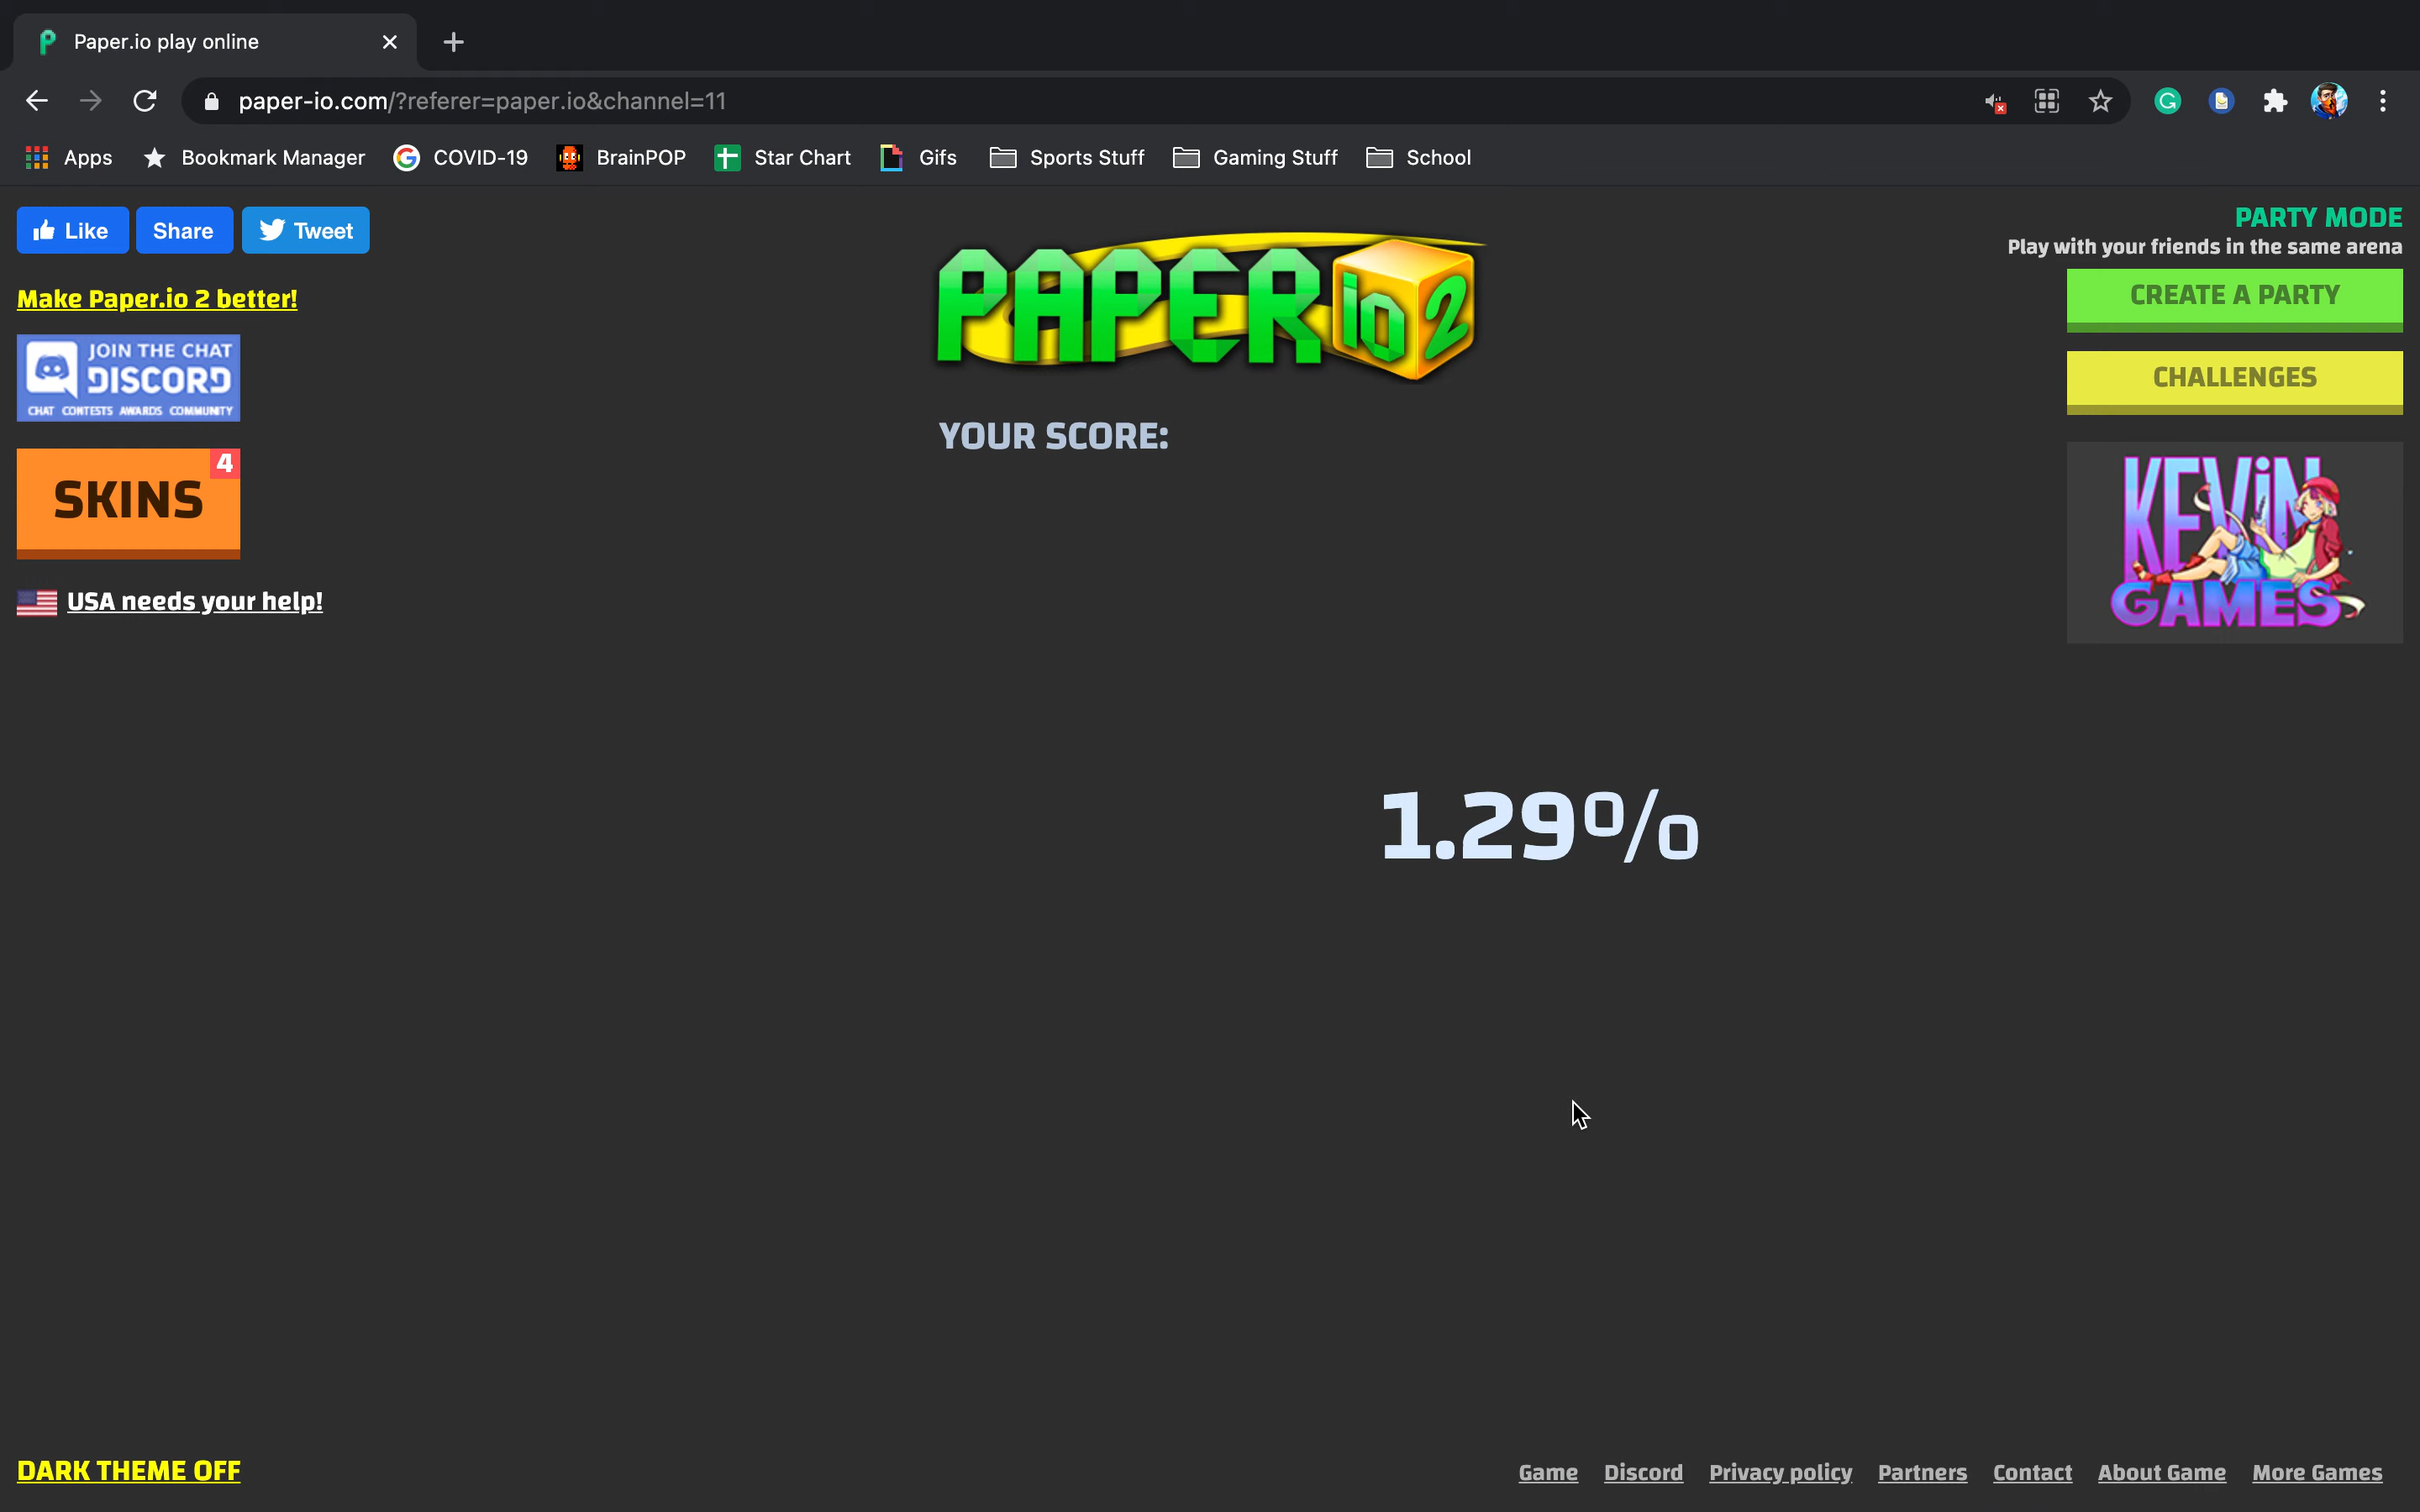 Paper.io play online
paper-io.com/?referer=paper.io&channel=11
Apps Bookmark Manager COVID-19 BrainPOP Star Chart Gifs Sports Stuff Gaming Stuff School
Like Share Tweet
Make Paper.io 2 better!
JOIN THE CHAT
DISCORD
CHAT CONTESTS AWARDS COMMUNITY
SKINS
4
USA needs your help!
PAPER io 2
YOUR SCORE:
1.29%
PARTY MODE
Play with your friends in the same arena
CREATE A PARTY
CHALLENGES
KEViN
GAMES
DARK THEME OFF
Game Discord Privacy policy Partners Contact About Game More Games